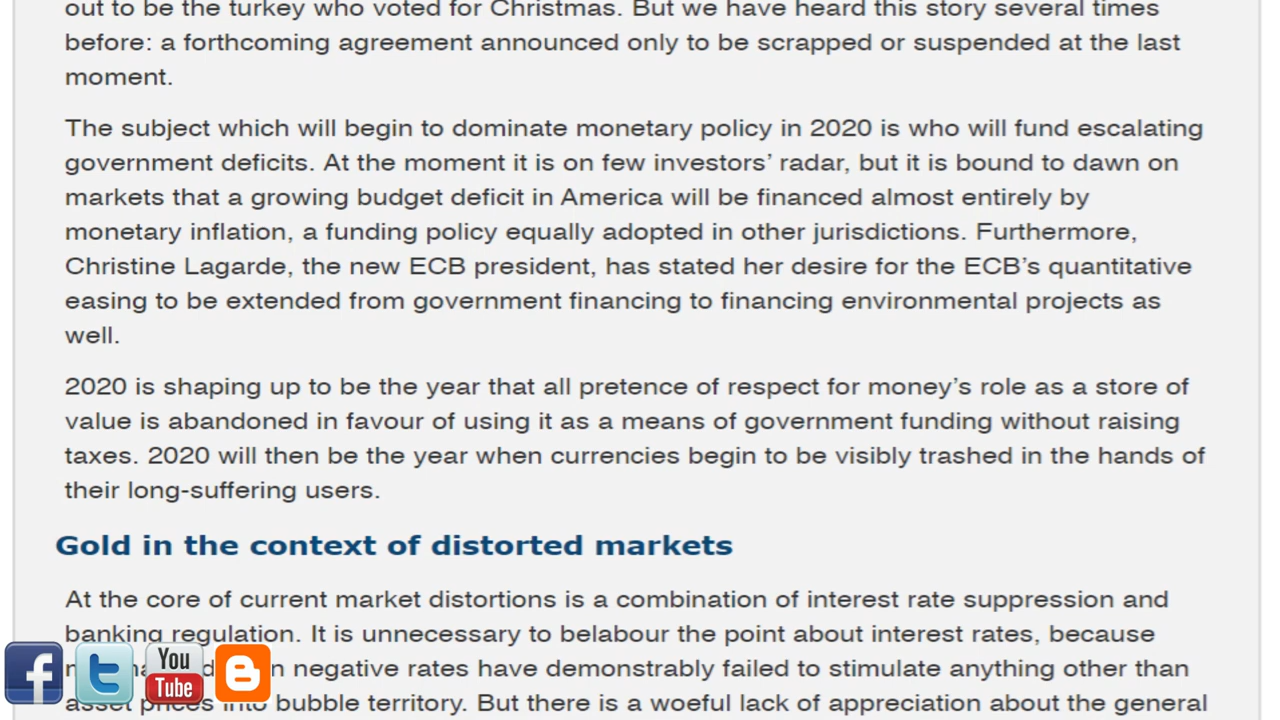 out to be the turkey who voted for Christmas. But we have heard this story several times
before: a forthcoming agreement announced only to be scrapped or suspended at the last
moment.
The subject which will begin to dominate monetary policy in 2020 is who will fund escalating
government deficits. At the moment it is on few investors’ radar, but it is bound to dawn on
markets that a growing budget deficit in America will be financed almost entirely by
monetary inflation, a funding policy equally adopted in other jurisdictions. Furthermore,
Christine Lagarde, the new ECB president, has stated her desire for the ECB’s quantitative
easing to be extended from government financing to financing environmental projects as
well.
2020 is shaping up to be the year that all pretence of respect for money’s role as a store of
value is abandoned in favour of using it as a means of government funding without raising
taxes. 2020 will then be the year when currencies begin to be visibly trashed in the hands of
their long-suffering users.
Gold in the context of distorted markets
At the core of current market distortions is a combination of interest rate suppression and
banking regulation. It is unnecessary to belabour the point about interest rates, because
negative rates have demonstrably failed to stimulate anything other than
asset prices into bubble territory. But there is a woeful lack of appreciation about the general
You
Tube